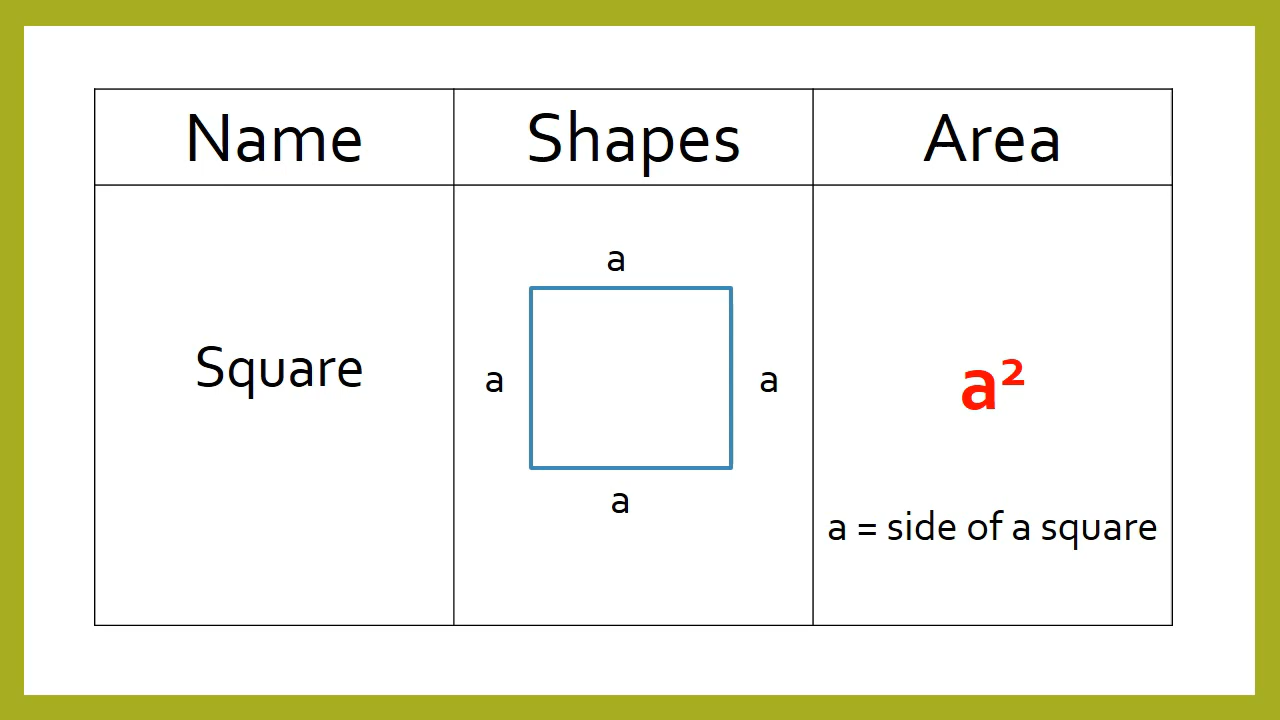 Name Shapes Area
a
Square
a
a
a²
a
a = side of a square